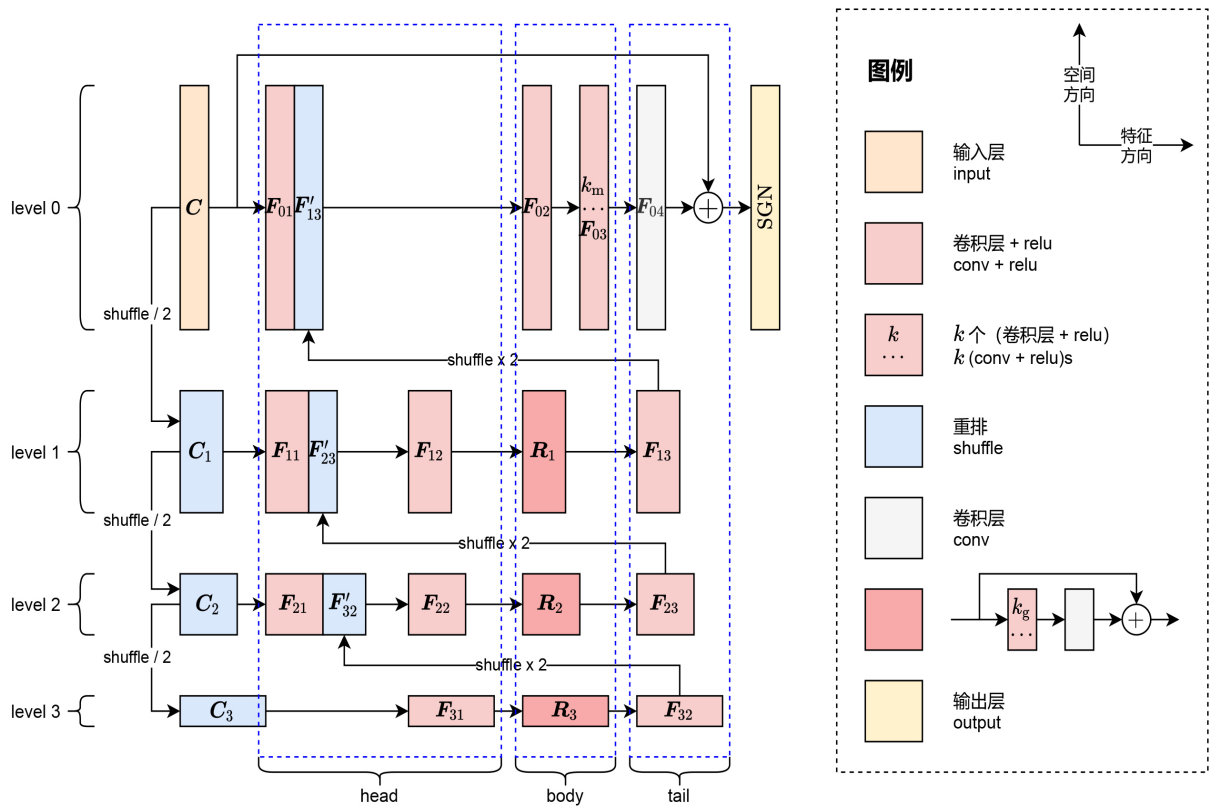 level 0
C
F₀₁
F′₁₃
F₀₂
kₘ
...
F₀₃
F₀₄
+
SGN
shuffle / 2
shuffle x 2
level 1
C₁
F₁₁
F′₂₃
F₁₂
R₁
F₁₃
shuffle / 2
shuffle x 2
level 2
C₂
F₂₁
F′₃₂
F₂₂
R₂
F₂₃
shuffle / 2
shuffle x 2
level 3
C₃
F₃₁
R₃
F₃₂
head
body
tail
图例
空间
方向
特征
方向
输入层
input
卷积层 + relu
conv + relu
k
...
k 个（卷积层 + relu）
k (conv + relu)s
重排
shuffle
卷积层
conv
k_g
...
+
输出层
output